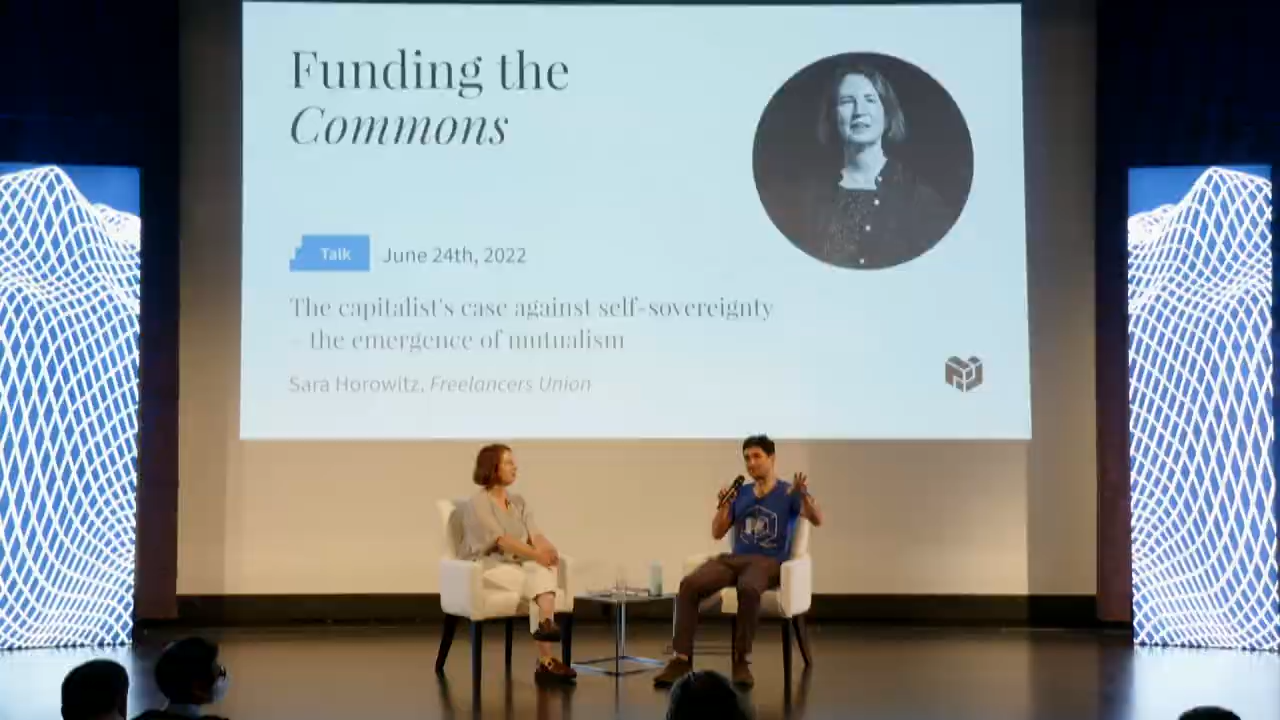 Funding the
Commons
Talk
June 24th, 2022
The capitalist's case against self-sovereignty
- the emergence of mutualism
Sara Horowitz, Freelancers Union